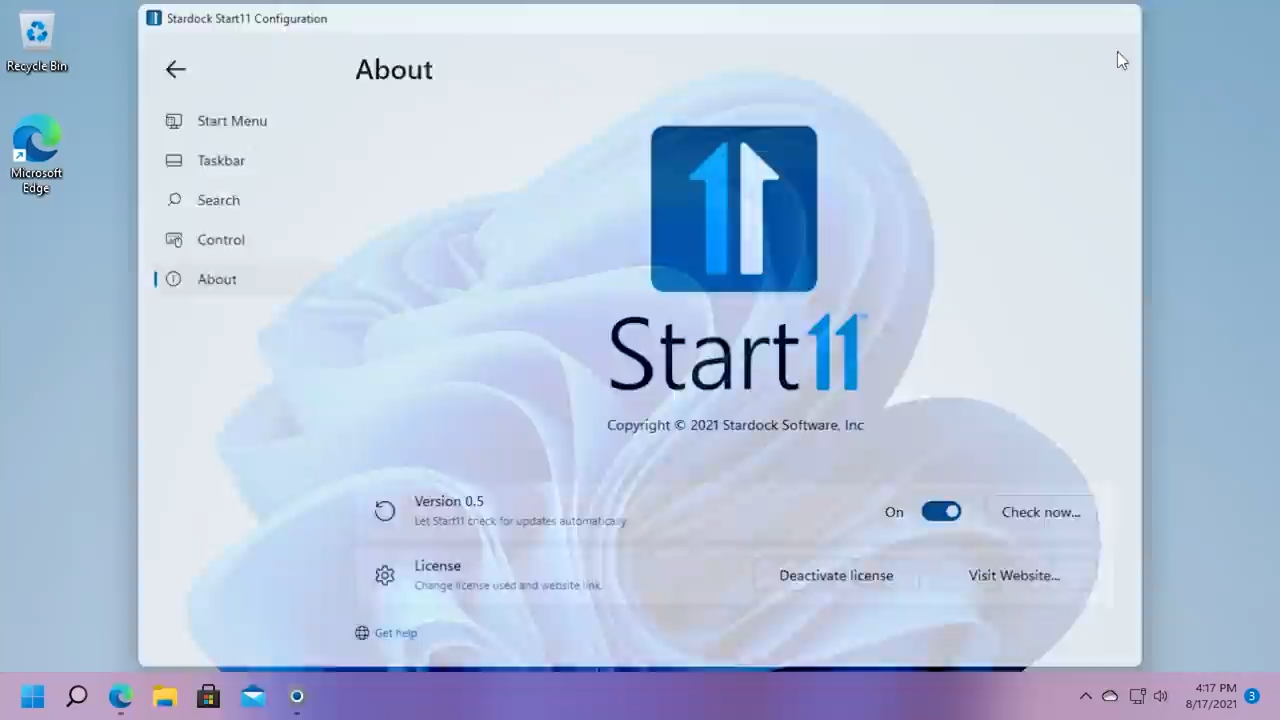 Stardock Start11 Configuration
Recycle Bin
About
Start Menu
Taskbar
Microsoft
Edge
Search
Control
About
Start11™
Copyright © 2021 Stardock Software, Inc
Version 0.5
Let Start11 check for updates automatically
On
Check now...
License
Change license used and website link.
Deactivate license
Visit Website...
Get help
4:17 PM
8/17/2021
3